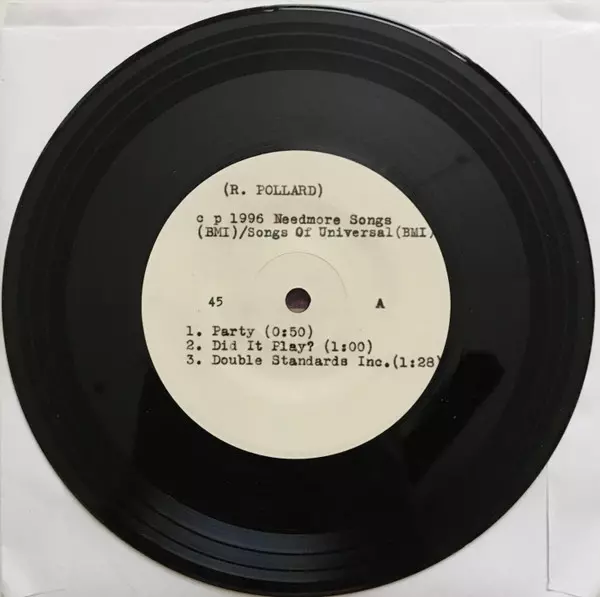 (R. POLLARD)
c p 1996 Needmore Songs
(BMI)/Songs Of Universal(BMI)
45 A
1. Party (0:50)
2. Did It Play? (1:00)
3. Double Standards Inc.(1:28)